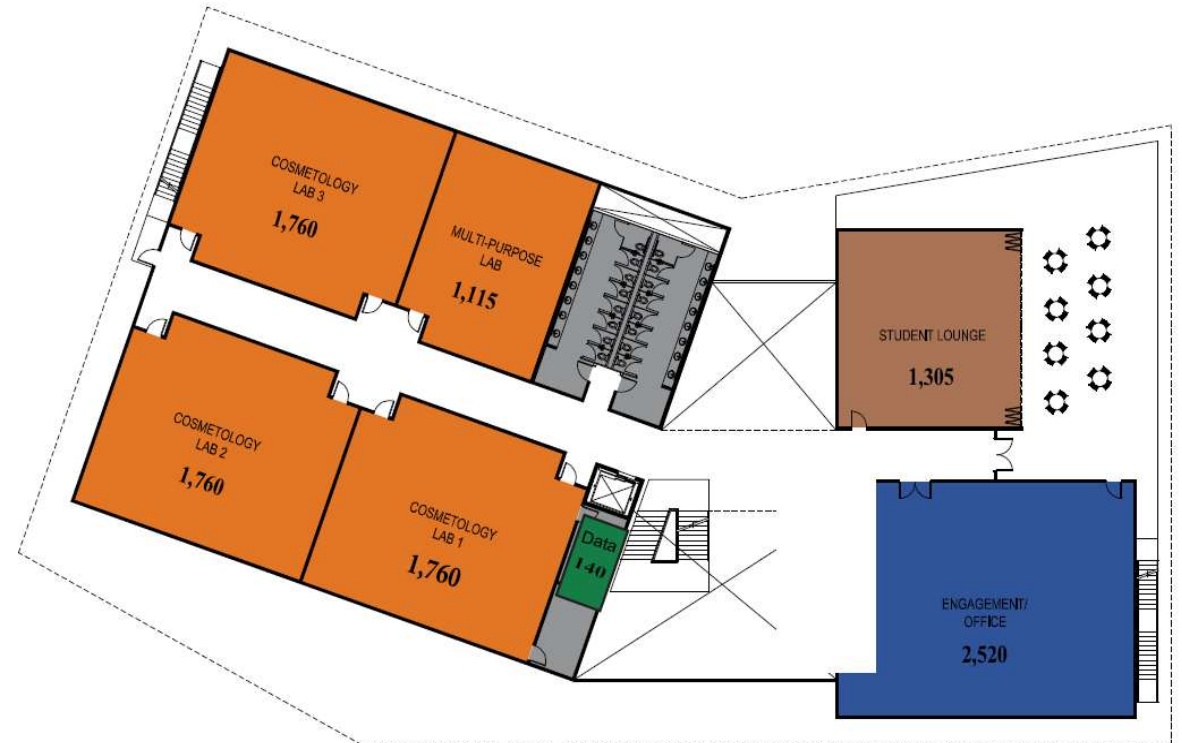 COSMETOLOGY
LAB 3
1,760
MULTI-PURPOSE
LAB
1,115
STUDENT LOUNGE
1,305
COSMETOLOGY
LAB 2
1,760
COSMETOLOGY
LAB 1
1,760
Data
140
ENGAGEMENT/
OFFICE
2,520